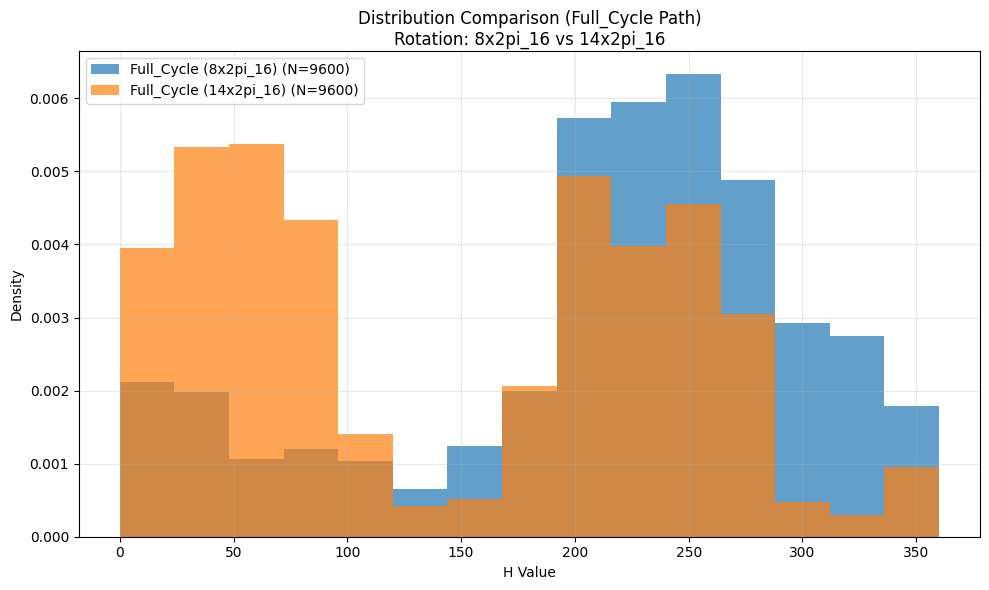 Distribution Comparison (Full_Cycle Path)
Rotation: 8x2pi_16 vs 14x2pi_16
Full_Cycle (8x2pi_16) (N=9600)
Full_Cycle (14x2pi_16) (N=9600)
0.006
0.005
0.004
0.003
0.002
0.001
0.000
Density
0 50 100 150 200 250 300 350
H Value